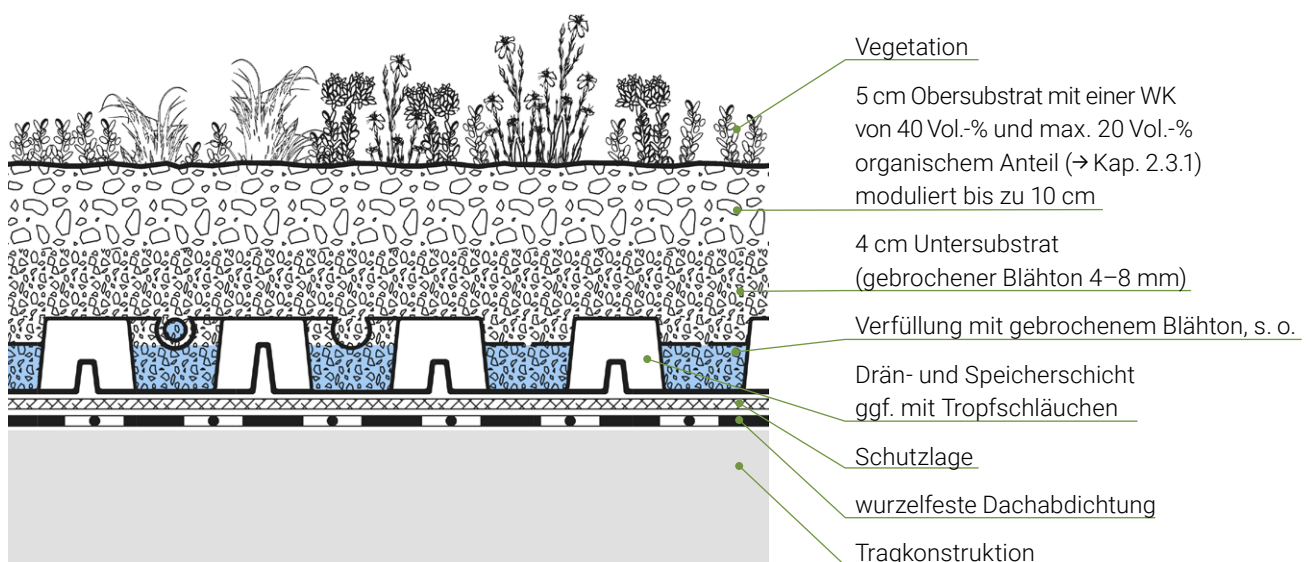 Vegetation
5 cm Obersubstrat mit einer WK
von 40 Vol.-% und max. 20 Vol.-%
organischem Anteil (→ Kap. 2.3.1)
moduliert bis zu 10 cm
4 cm Untersubstrat
(gebrochener Blähton 4–8 mm)
Verfüllung mit gebrochenem Blähton, s. o.
Drän- und Speicherschicht
ggf. mit Tropfschläuchen
Schutzlage
wurzelfeste Dachabdichtung
Tragkonstruktion